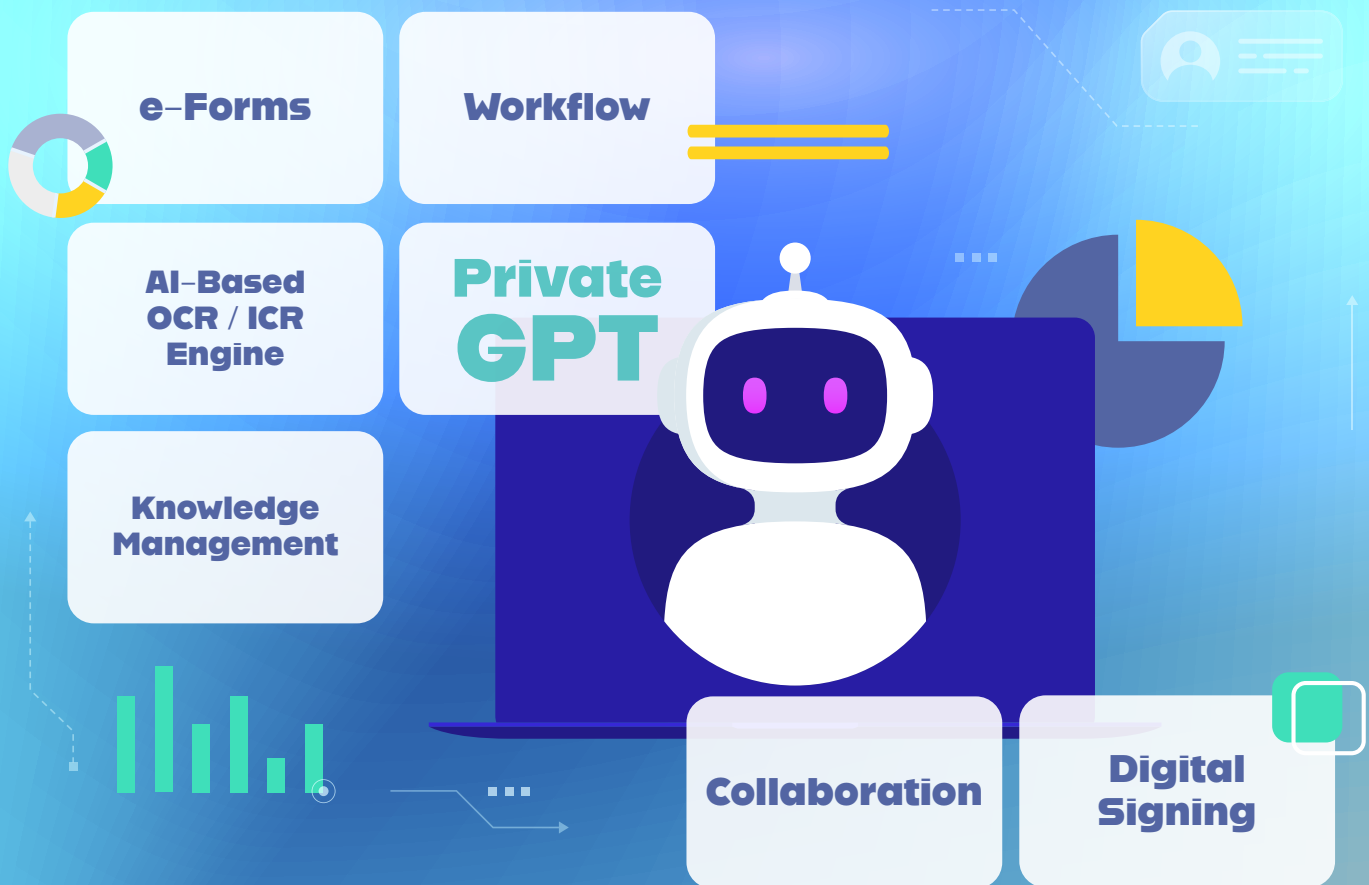 e-Forms
Workflow
AI-Based
OCR / ICR
Engine
Private
GPT
Knowledge
Management
Collaboration
Digital
Signing